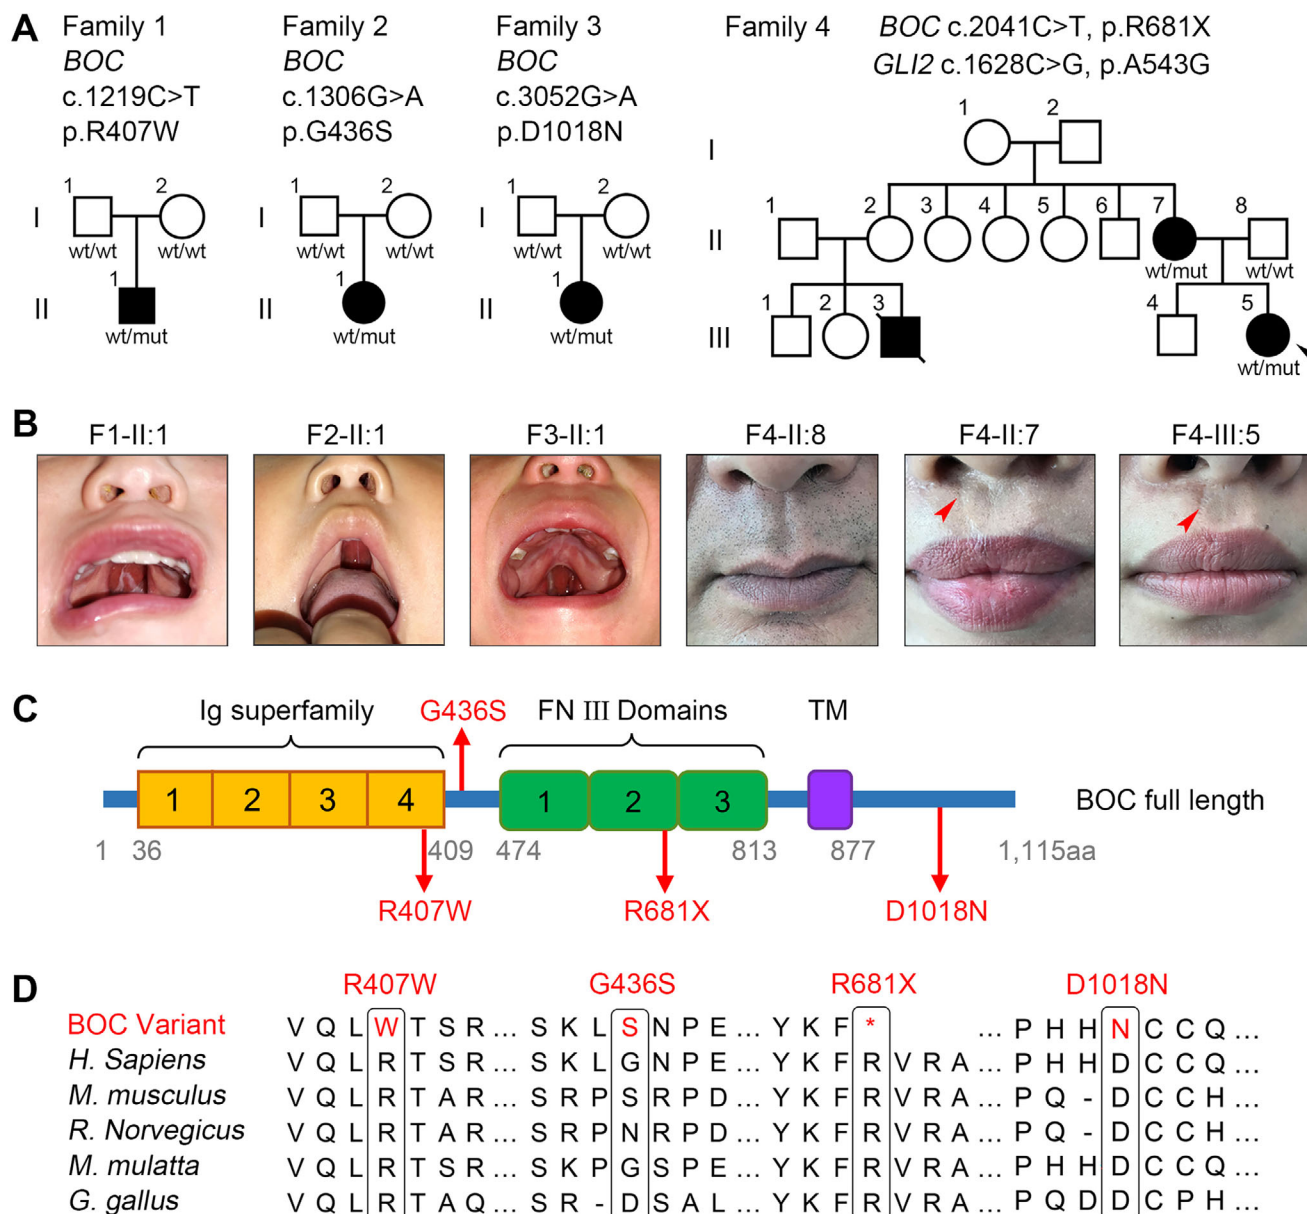 A
Family 1
BOC
c.1219C>T
p.R407W
Family 2
BOC
c.1306G>A
p.G436S
Family 3
BOC
c.3052G>A
p.D1018N
Family 4
BOC c.2041C>T, p.R681X
GLI2 c.1628C>G, p.A543G
I
1 2
wt/wt wt/wt
II
1
wt/mut
I
1 2
wt/wt wt/wt
II
1
wt/mut
I
1 2
wt/wt wt/wt
II
1
wt/mut
I
1 2
II
1 2 3 4 5 6 7 8
wt/mut wt/wt
III
1 2 3 4 5
wt/mut
B
F1-II:1 F2-II:1 F3-II:1 F4-II:8 F4-II:7 F4-III:5
C
Ig superfamily G436S FN III Domains TM
1 2 3 4 1 2 3 BOC full length
1 36 409 474 813 877 1,115aa
R407W R681X D1018N
D
R407W G436S R681X D1018N
BOC Variant V Q L W T S R ... S K L S N P E ... Y K F * ... P H H N C C Q ...
H. Sapiens V Q L R T S R ... S K L G N P E ... Y K F R V R A ... P H H D C C Q ...
M. musculus V Q L R T A R ... S R P S R P D ... Y K F R V R A ... P Q - D C C H ...
R. Norvegicus V Q L R T A R ... S R P N R P D ... Y K F R V R A ... P Q - D C C H ...
M. mulatta V Q L R T S R ... S K P G S P E ... Y K F R V R A ... P H H D C C Q ...
G. gallus V Q L R T A Q ... S R - D S A L ... Y K F R V R A ... P Q D D C P H ...